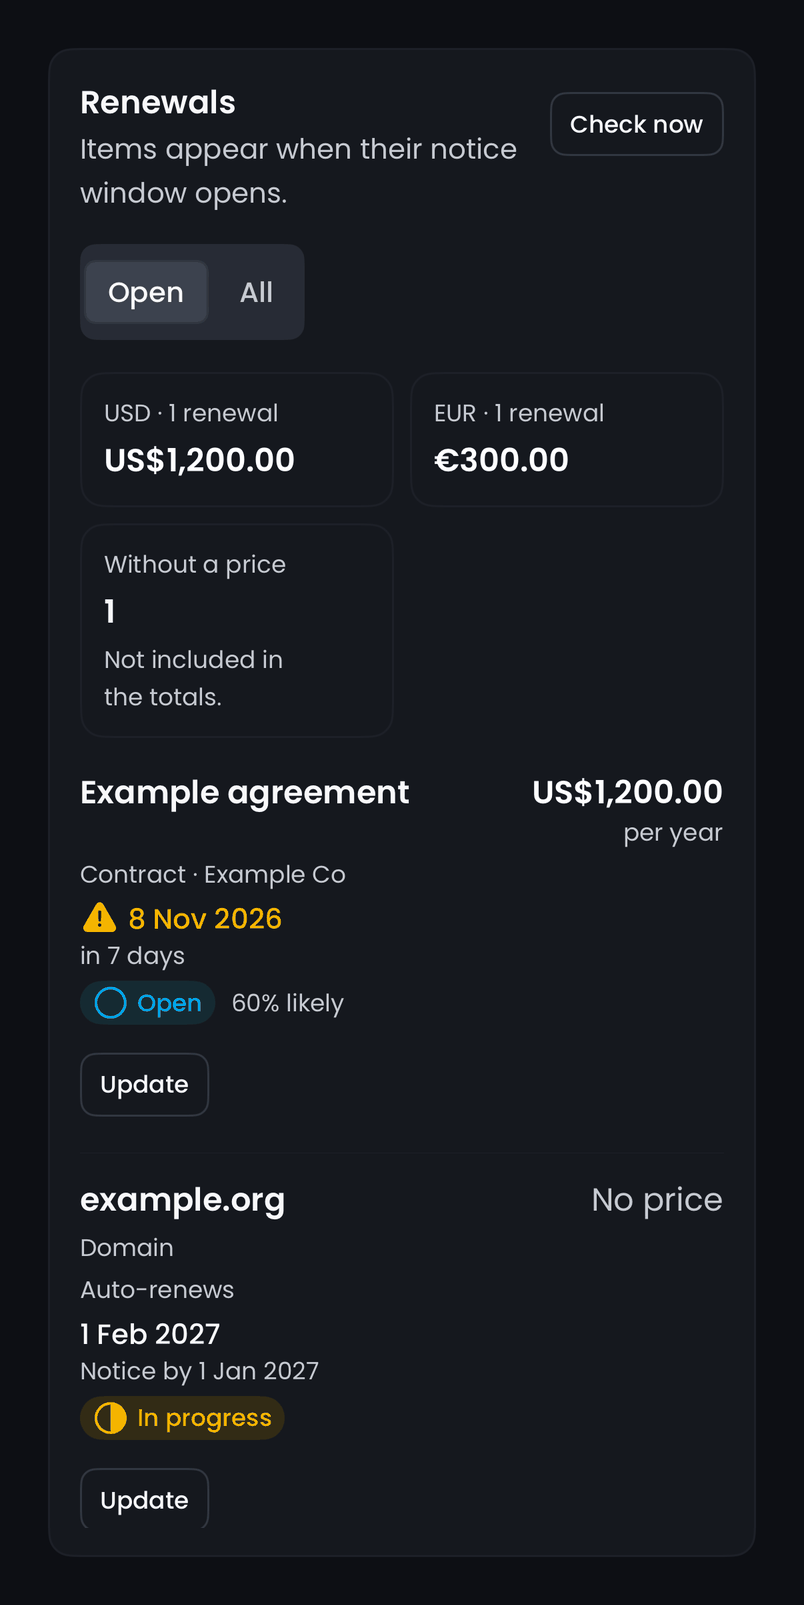 Renewals
Check now
Items appear when their notice
window opens.
Open
All
USD · 1 renewal
US$1,200.00
EUR · 1 renewal
€300.00
Without a price
1
Not included in
the totals.
Example agreement
US$1,200.00
per year
Contract · Example Co
8 Nov 2026
in 7 days
Open
60% likely
Update
example.org
No price
Domain
Auto-renews
1 Feb 2027
Notice by 1 Jan 2027
In progress
Update